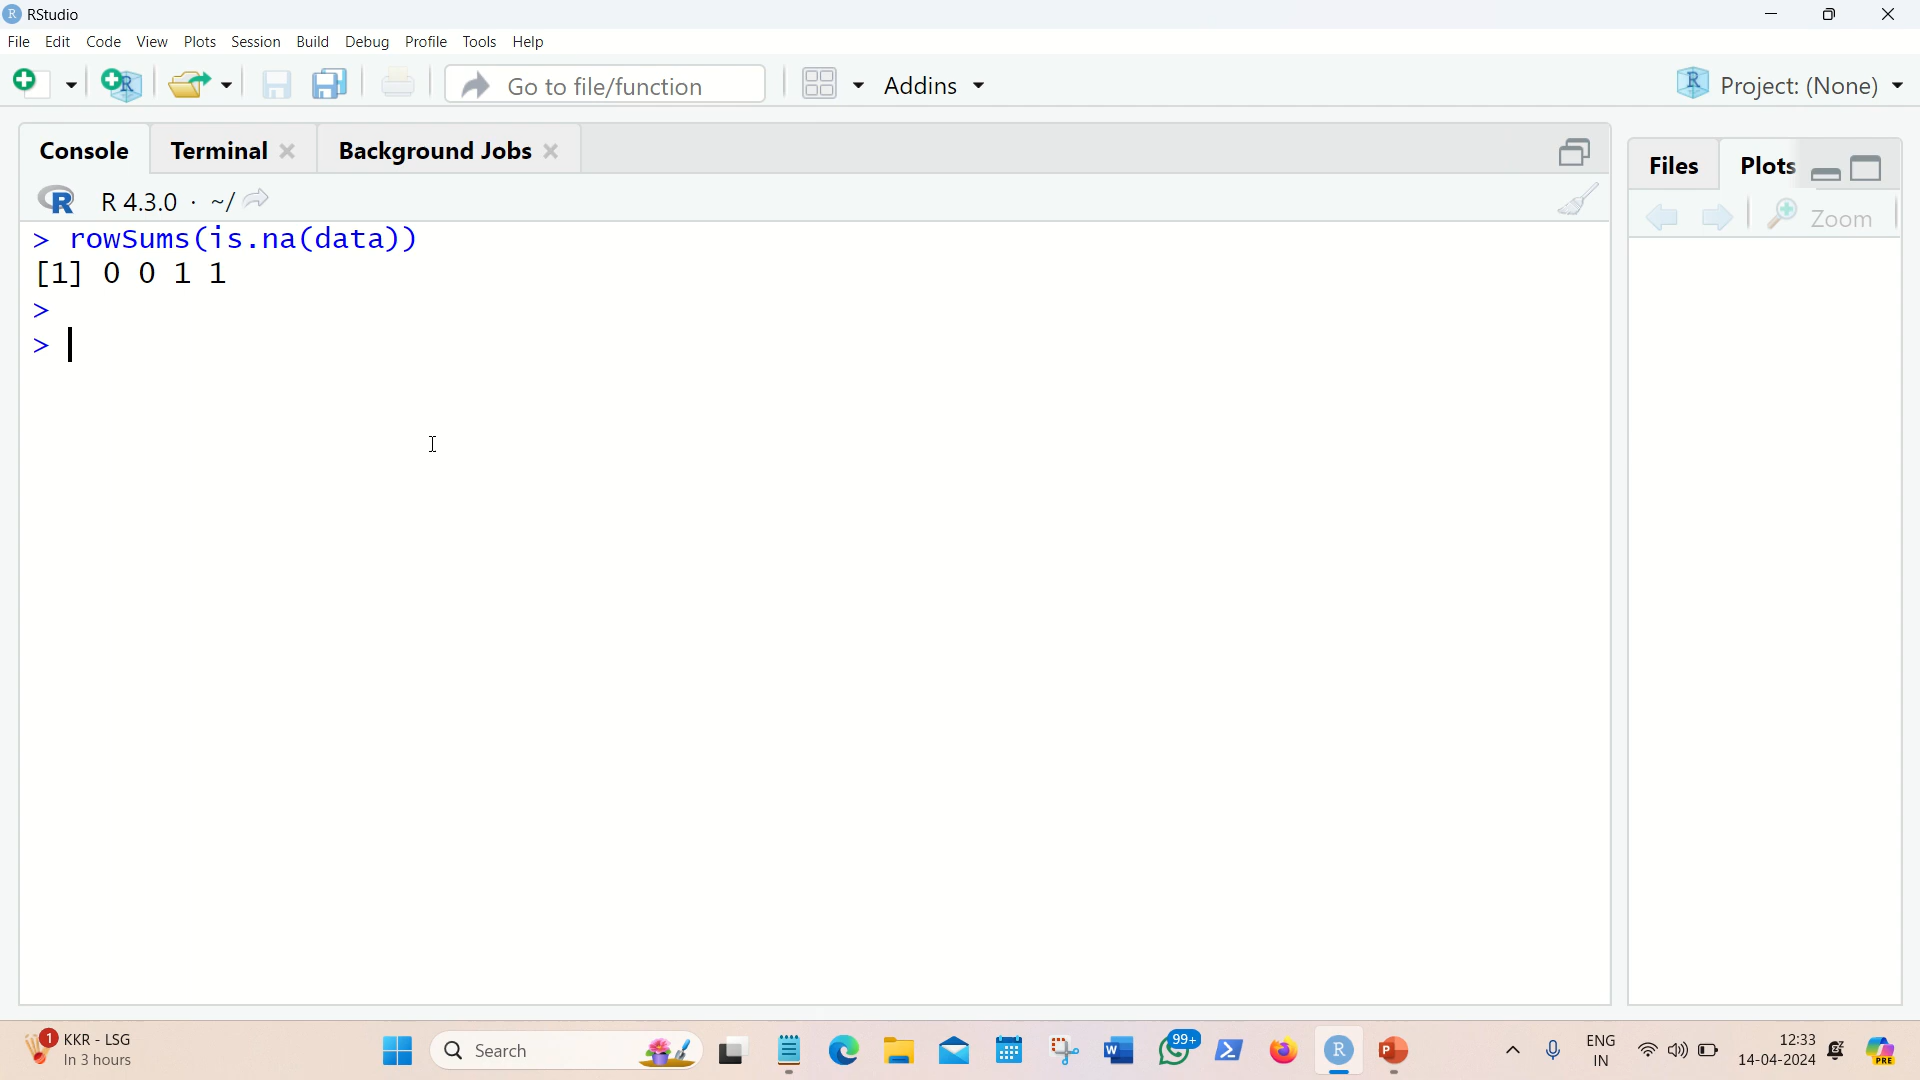 RStudio
File Edit Code View Plots Session Build Debug Profile Tools Help
Go to file/function Addins Project: (None)
Console Terminal Background Jobs
Files Plots
R 4.3.0 · ~/
Zoom
> rowSums(is.na(data))
[1] 0 0 1 1
>
>
1 KKR - LSG
In 3 hours
Search
99+
ENG
IN
12:33
14-04-2024
PRE